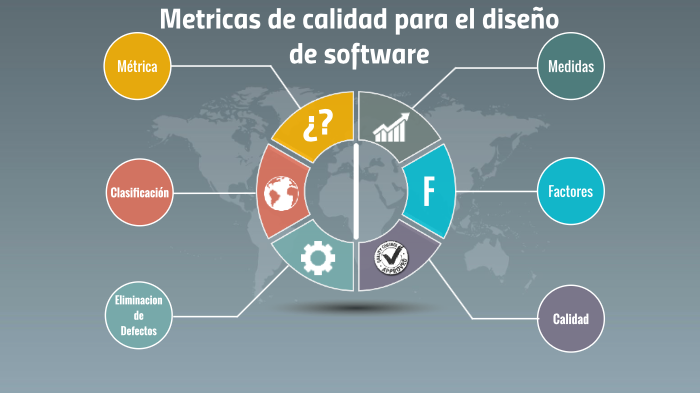 Metricas de calidad para el diseño
de software
Métrica
Medidas
¿?
Clasificación
F
Factores
Eliminacion
de
Defectos
APPROVED
Calidad